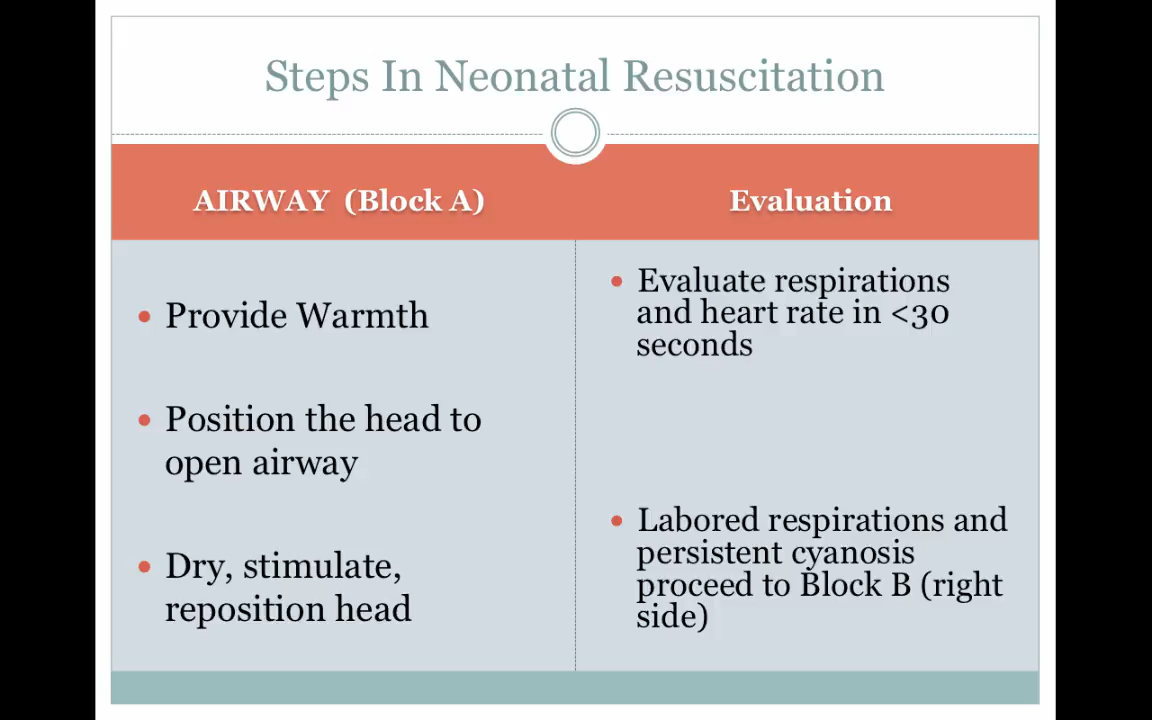 Steps In Neonatal Resuscitation
AIRWAY (Block A)
Provide Warmth
Position the head to
open airway
Dry, stimulate,
reposition head
Evaluation
Evaluate respirations
and heart rate in <30
seconds
Labored respirations and
persistent cyanosis
proceed to Block B (right
side)